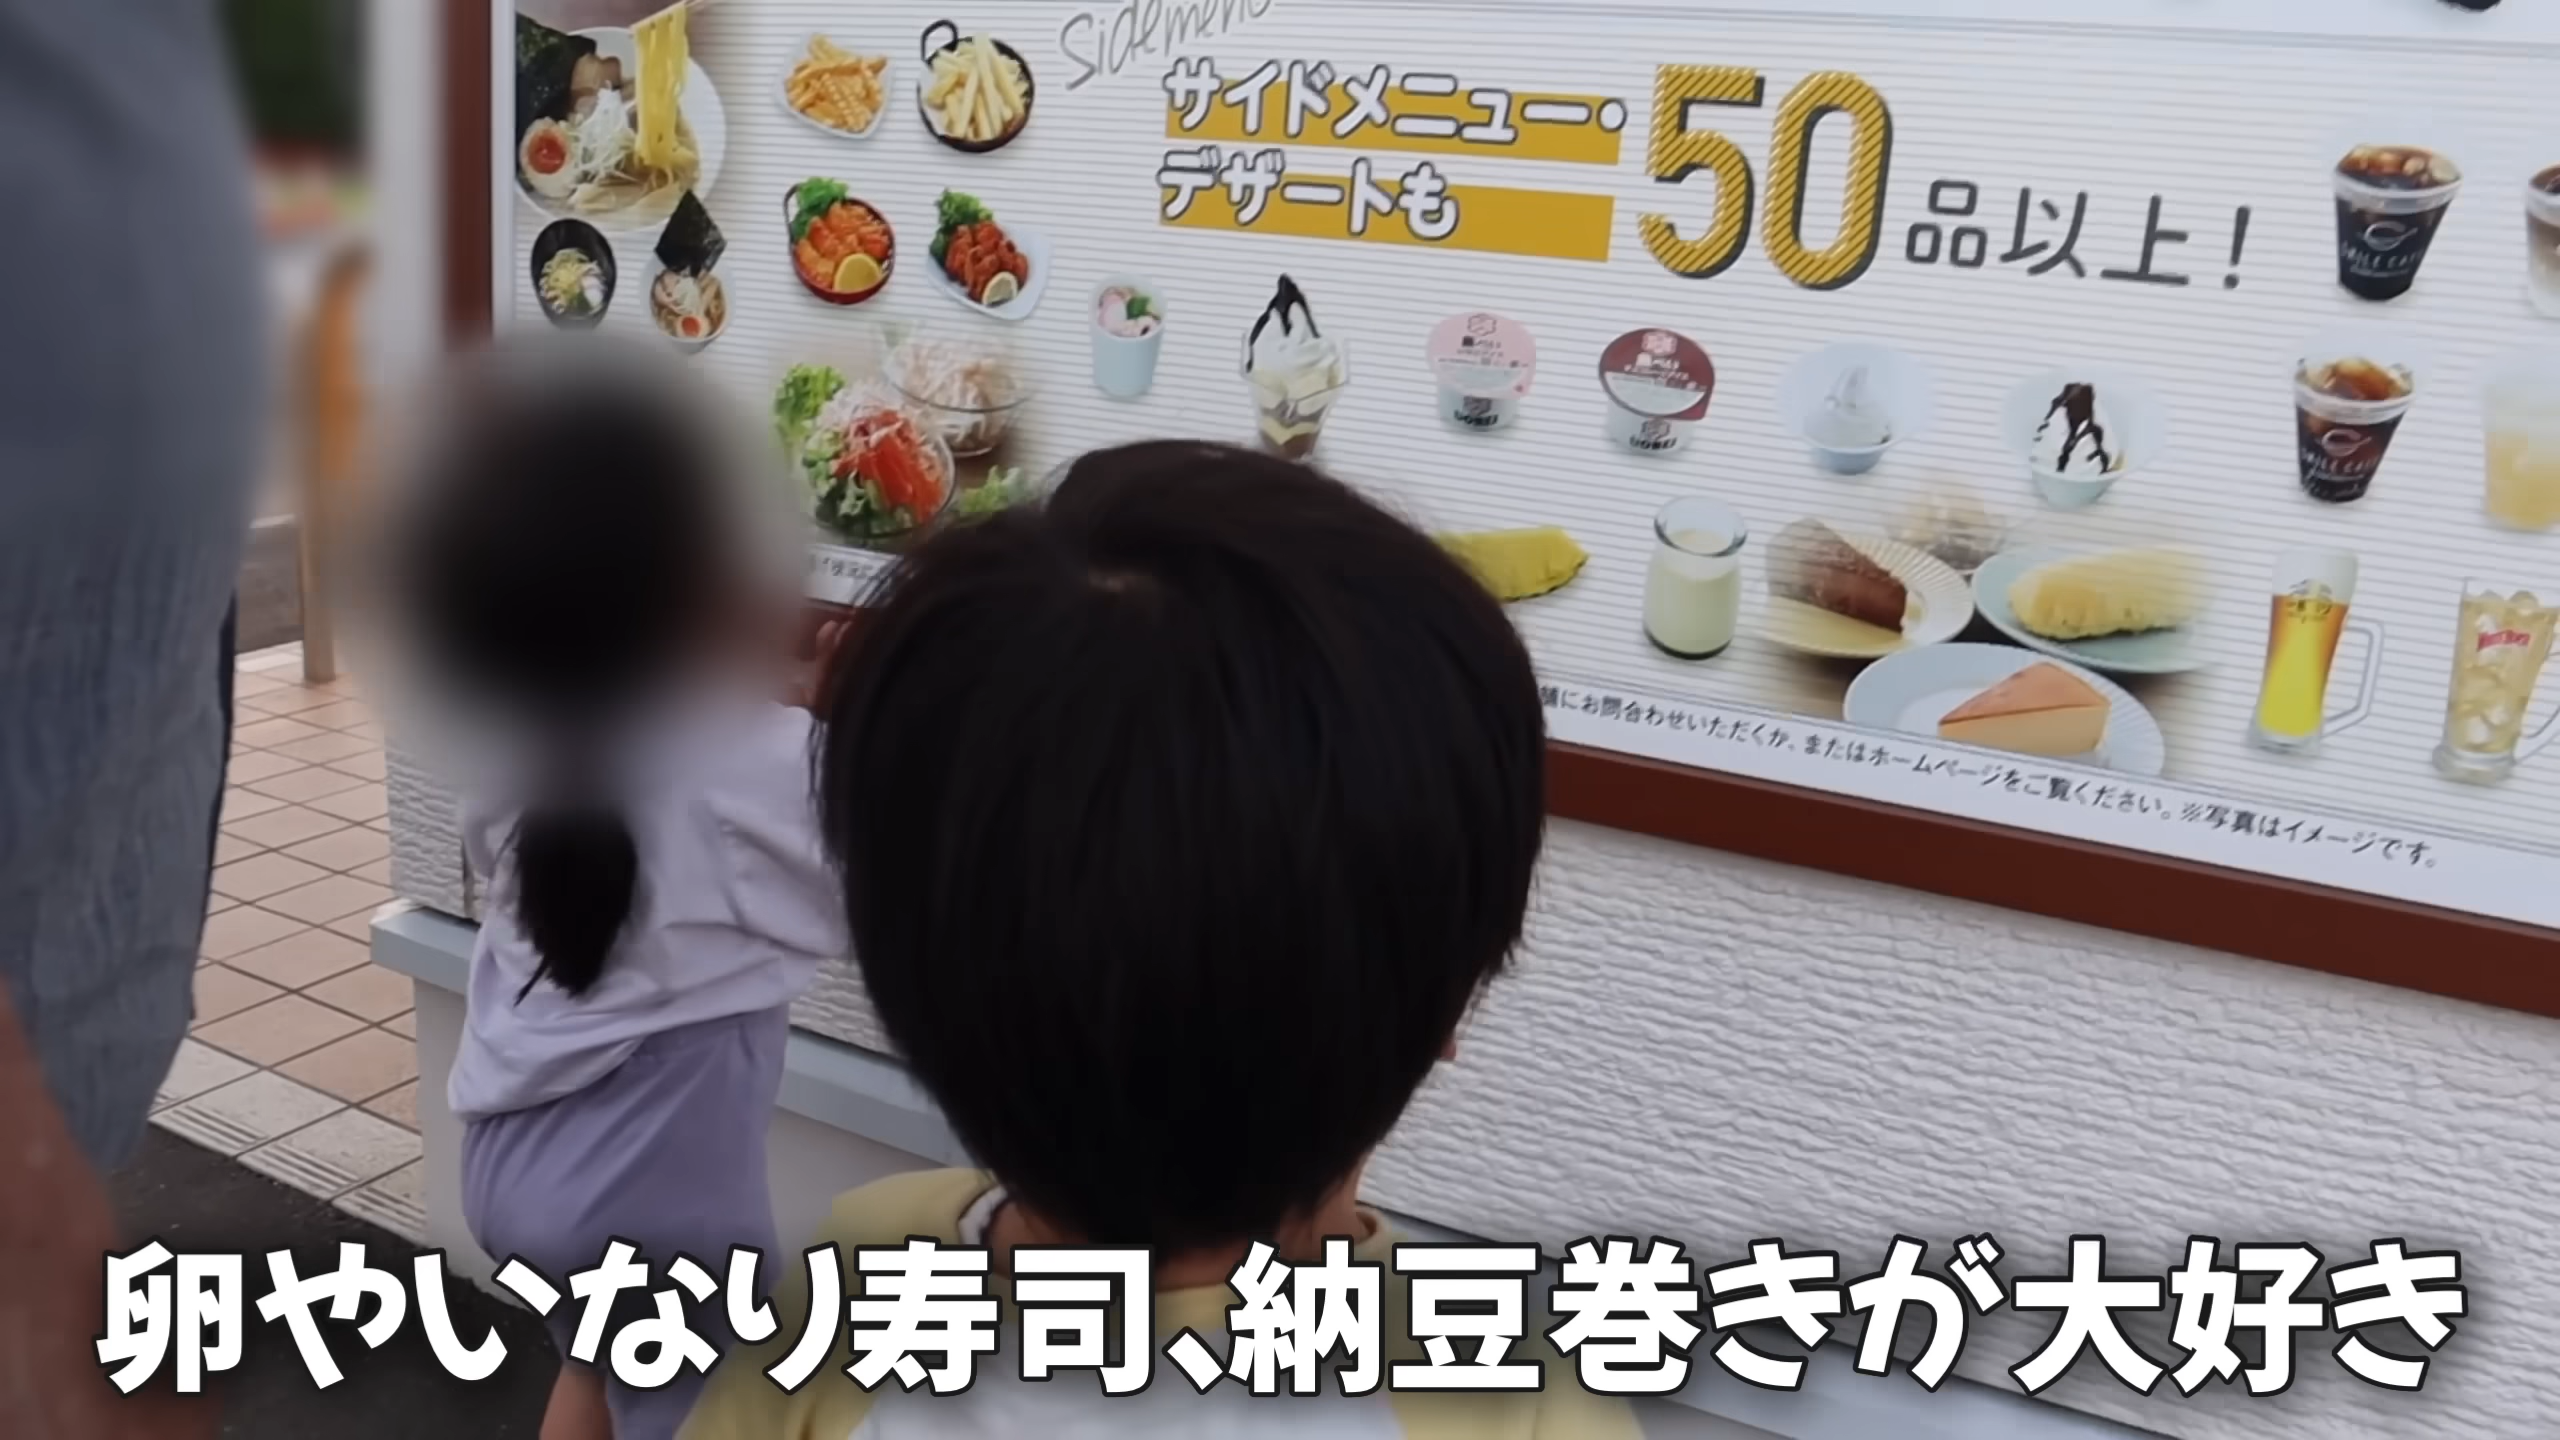 Sidemenu
サイドメニュー・
デザートも
50品以上!
UOBEI
UOBEI
舗にお問合わせいただくか、またはホームページをご覧ください。※写真はイメージです。
卵やいなり寿司、納豆巻きが大好き